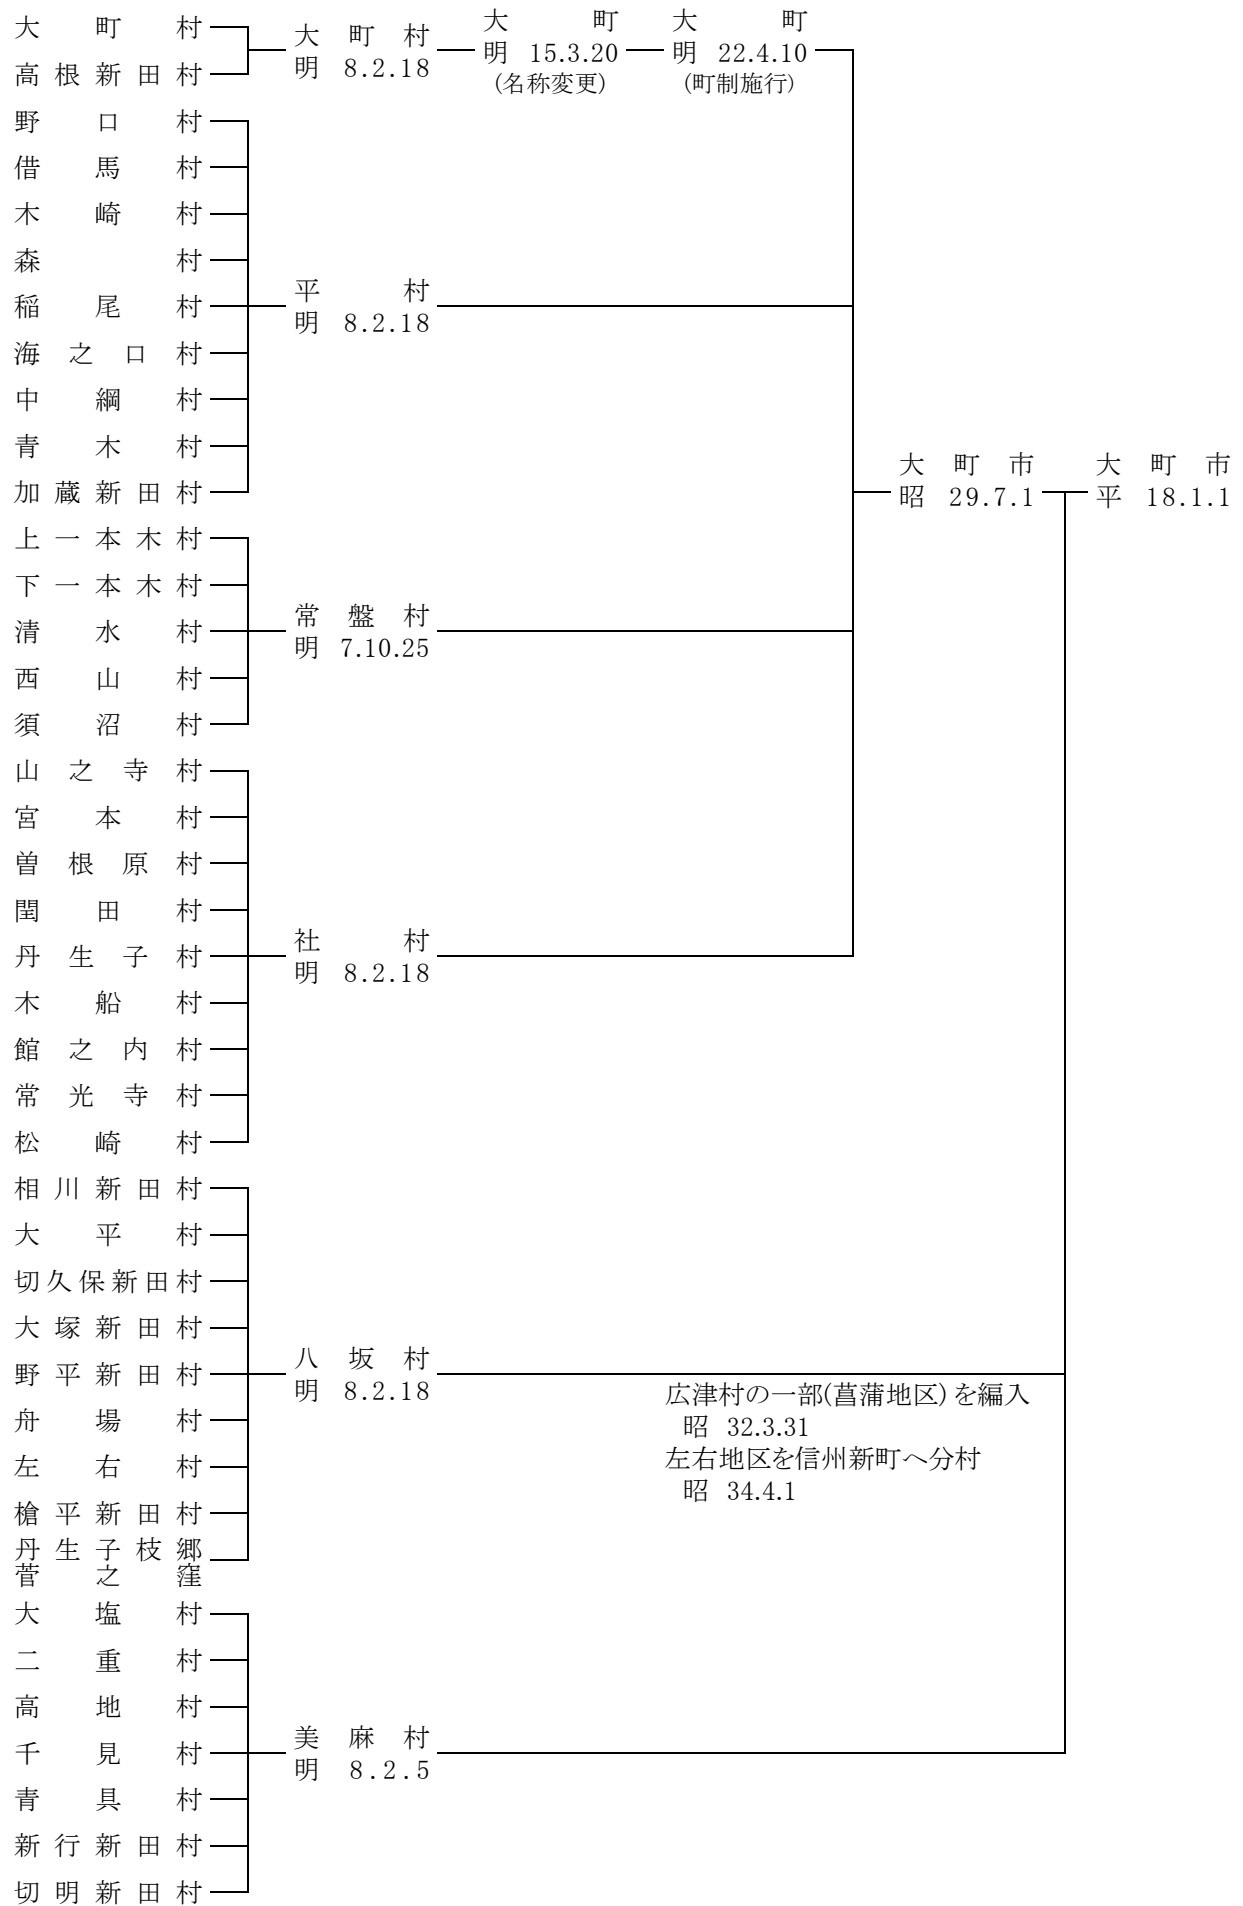 大町村
高根新田村
大町村
明 8.2.18
大町
明 15.3.20
(名称変更)
大町
明 22.4.10
(町制施行)
野口村
借馬村
木崎村
森村
稲尾村
海之口村
中綱村
青木村
加蔵新田村
平村
明 8.2.18
上一本木村
下一本木村
清水村
西山村
須沼村
常盤村
明 7.10.25
山之寺村
宮本村
曽根原村
閏田村
丹生子村
木船村
館之内村
常光寺村
松崎村
社村
明 8.2.18
大町市
昭 29.7.1
大町市
平 18.1.1
相川新田村
大平村
切久保新田村
大塚新田村
野平新田村
舟場村
左右村
槍平新田村
丹生子枝郷
菅之窪
八坂村
明 8.2.18
広津村の一部(菖蒲地区)を編入
昭 32.3.31
左右地区を信州新町へ分村
昭 34.4.1
大塩村
二重村
高地村
千見村
青具村
新行新田村
切明新田村
美麻村
明 8.2.5